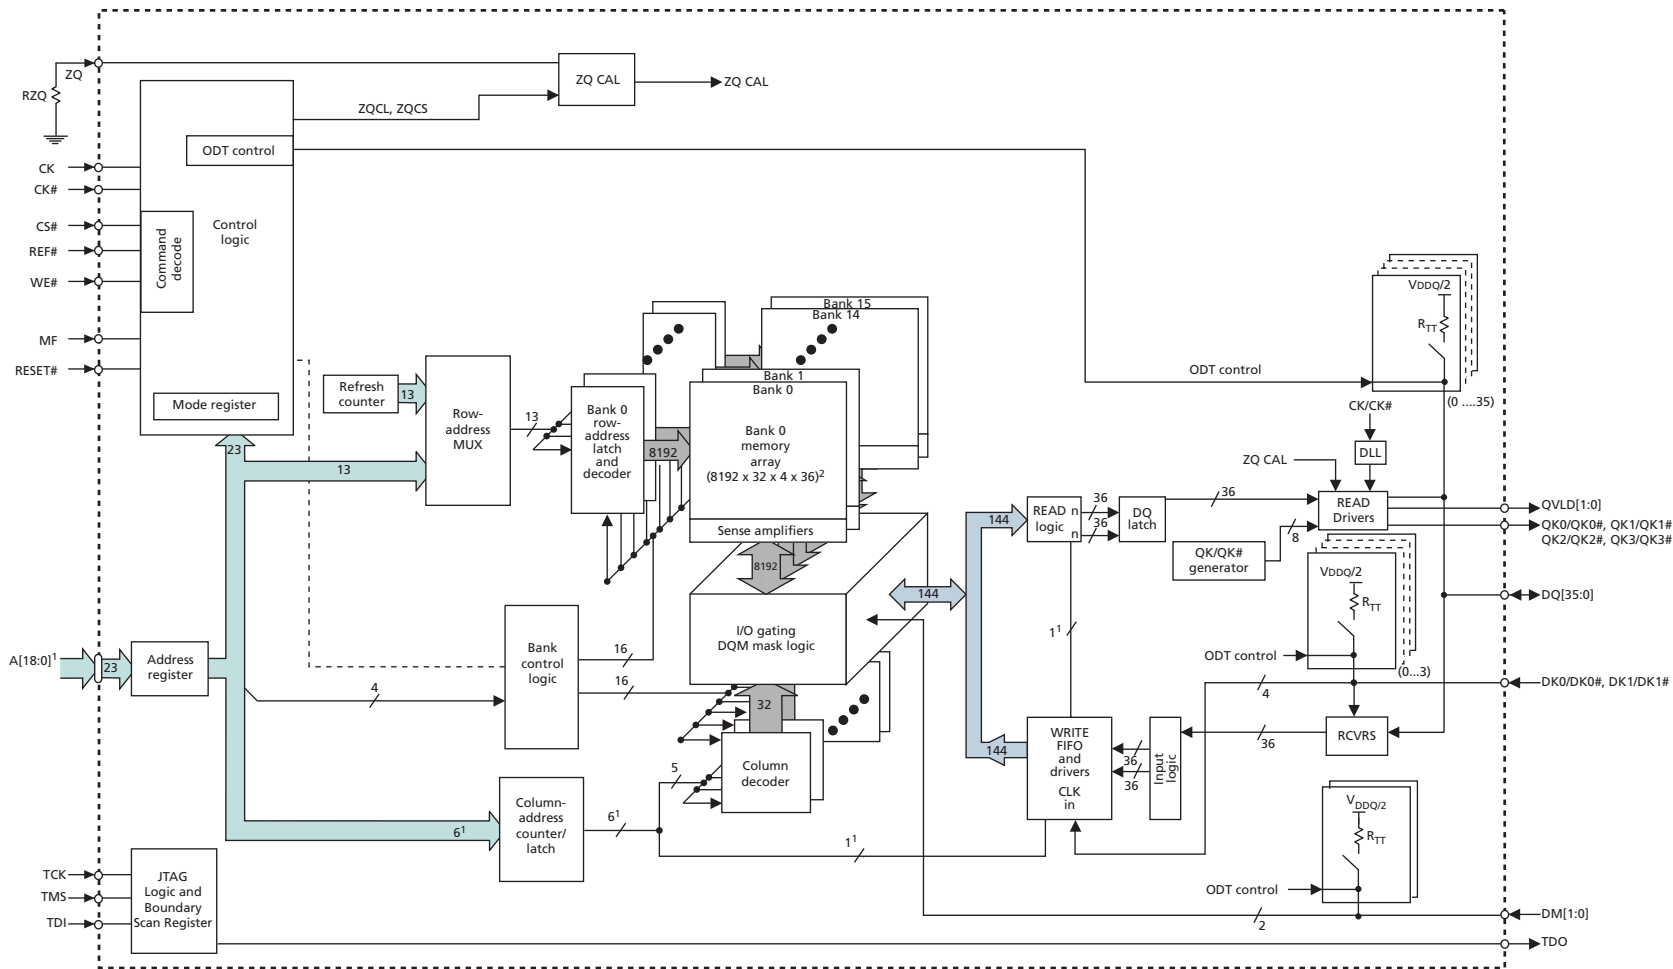 ZQ
RZQ
ZQ CAL
ZQ CAL
ZQCL, ZQCS
ODT control
CK
CK#
CS#
REF#
WE#
MF
RESET#
Command
decode
Control
logic
Mode register
Bank 15
Bank 14
Bank 1
Bank 0
VDDQ/2
RTT
ODT control
(0 ....35)
Refresh
counter
13
Row-
address
MUX
13
Bank 0
row-
address
latch
and
decoder
8192
Bank 0
memory
array
(8192 x 32 x 4 x 36)²
Sense amplifiers
23
13
CK/CK#
DLL
ZQ CAL
READ
Drivers
QVLD[1:0]
QK0/QK0#, QK1/QK1#
QK2/QK2#, QK3/QK3#
144
READ
logic
n
n
36
36
DQ
latch
36
8
QK/QK#
generator
8192
144
VDDQ/2
RTT
DQ[35:0]
I/O gating
DQM mask logic
1¹
ODT control
(0...3)
A[18:0]¹
23
Address
register
4
Bank
control
logic
16
16
4
DK0/DK0#, DK1/DK1#
32
144
WRITE
FIFO
and
drivers
CLK
in
36
36
Input
logic
36
RCVRS
Column
decoder
5
6¹
Column-
address
counter/
latch
6¹
1¹
VDDQ/2
RTT
ODT control
TCK
TMS
TDI
JTAG
Logic and
Boundary
Scan Register
2
DM[1:0]
TDO